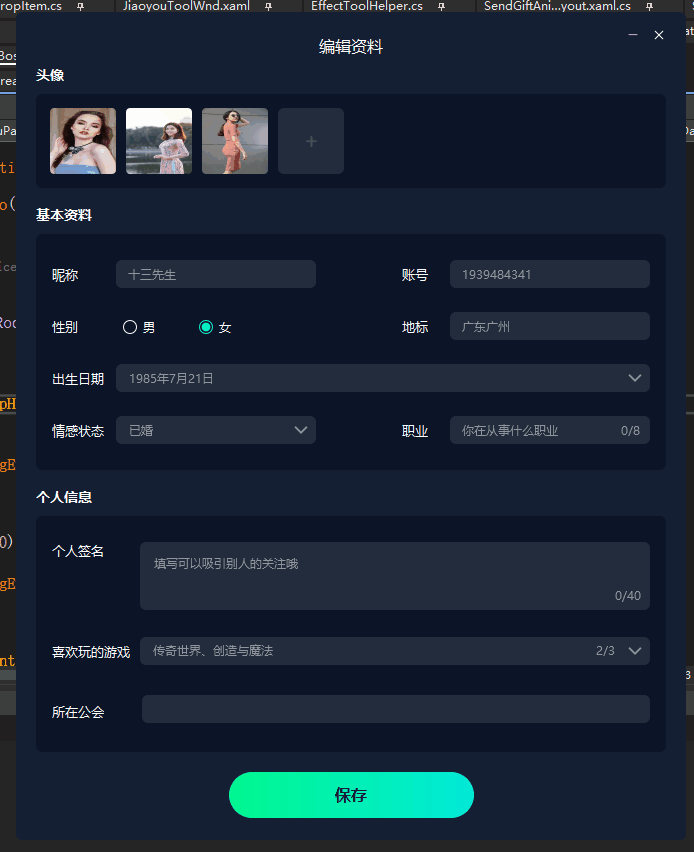 ropItem.cs
JiaoyouToolWnd.xaml
EffectToolHelper.cs
SendGiftAni...yout.xaml.cs
编辑资料
头像
+
基本资料
昵称 十三先生 账号 1939484341
性别 男 女 地标 广东广州
出生日期 1985年7月21日
情感状态 已婚 职业 你在从事什么职业 0/8
个人信息
个人签名 填写可以吸引别人的关注哦
0/40
喜欢玩的游戏 传奇世界、创造与魔法 2/3
所在公会
保存